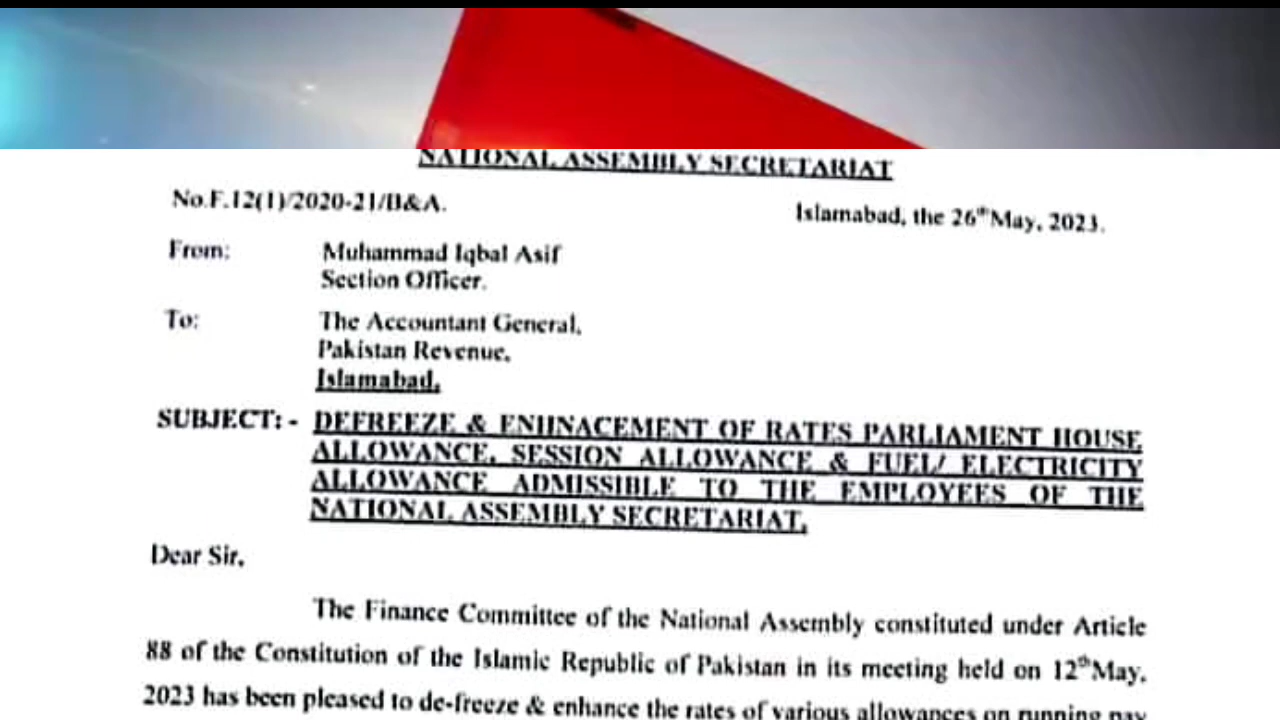 NATIONAL ASSEMBLY SECRETARIAT
No.F.12(1)/2020-21/B&A.
Islamabad, the 26th May, 2023.
From: Muhammad Iqbal Asif
Section Officer.
To: The Accountant General,
Pakistan Revenue,
Islamabad.
SUBJECT: - DEFREEZE & ENHNACEMENT OF RATES PARLIAMENT HOUSE
ALLOWANCE, SESSION ALLOWANCE & FUEL/ ELECTRICITY
ALLOWANCE ADMISSIBLE TO THE EMPLOYEES OF THE
NATIONAL ASSEMBLY SECRETARIAT.
Dear Sir,
The Finance Committee of the National Assembly constituted under Article
88 of the Constitution of the Islamic Republic of Pakistan in its meeting held on 12th May,
2023 has been pleased to de-freeze & enhance the rates of various allowances on running pay